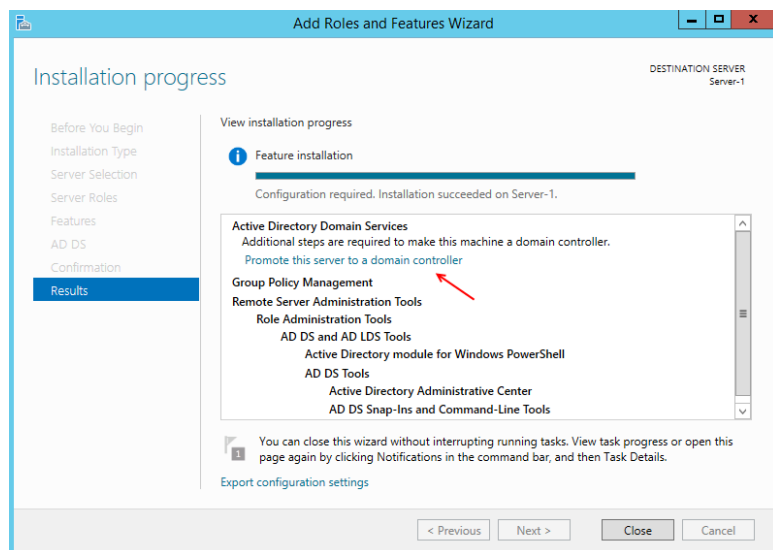 Add Roles and Features Wizard
Installation progress
DESTINATION SERVER
Server-1
Before You Begin
Installation Type
Server Selection
Server Roles
Features
AD DS
Confirmation
Results
View installation progress
Feature installation
Configuration required. Installation succeeded on Server-1.
Active Directory Domain Services
Additional steps are required to make this machine a domain controller.
Promote this server to a domain controller
Group Policy Management
Remote Server Administration Tools
Role Administration Tools
AD DS and AD LDS Tools
Active Directory module for Windows PowerShell
AD DS Tools
Active Directory Administrative Center
AD DS Snap-Ins and Command-Line Tools
1
You can close this wizard without interrupting running tasks. View task progress or open this
page again by clicking Notifications in the command bar, and then Task Details.
Export configuration settings
< Previous
Next >
Close
Cancel